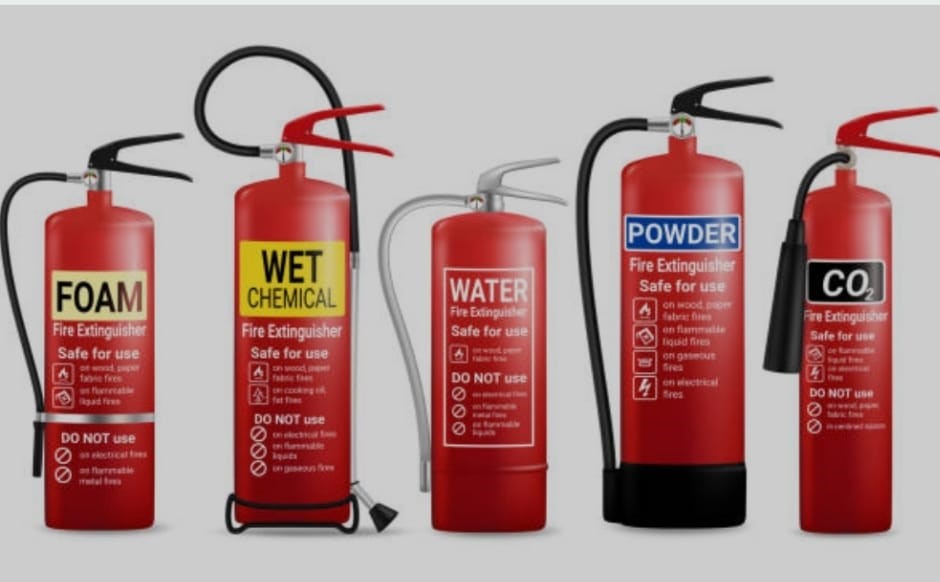 FOAM
Fire Extinguisher
Safe for use
on wood, paper
fabric fires
on flammable
liquid fires
DO NOT use
on electrical fires
on flammable
metal fires
WET
CHEMICAL
Fire Extinguisher
Safe for use
on wood, paper
fabric fires
on cooking oil,
fat fires
DO NOT use
on electrical fires
on flammable
liquids
on gaseous fires
WATER
Fire Extinguisher
Safe for use
on wood, paper
fabric fires
DO NOT use
on electrical fires
on flammable
metal fires
on flammable
liquids
POWDER
Fire Extinguisher
Safe for use
on wood, paper
fabric fires
on flammable
liquid fires
on gaseous
fires
on electrical
fires
CO2
Fire Extinguisher
Safe for use
on flammable
liquid fires
on electrical
fires
DO NOT use
on wood, paper
fabric fires